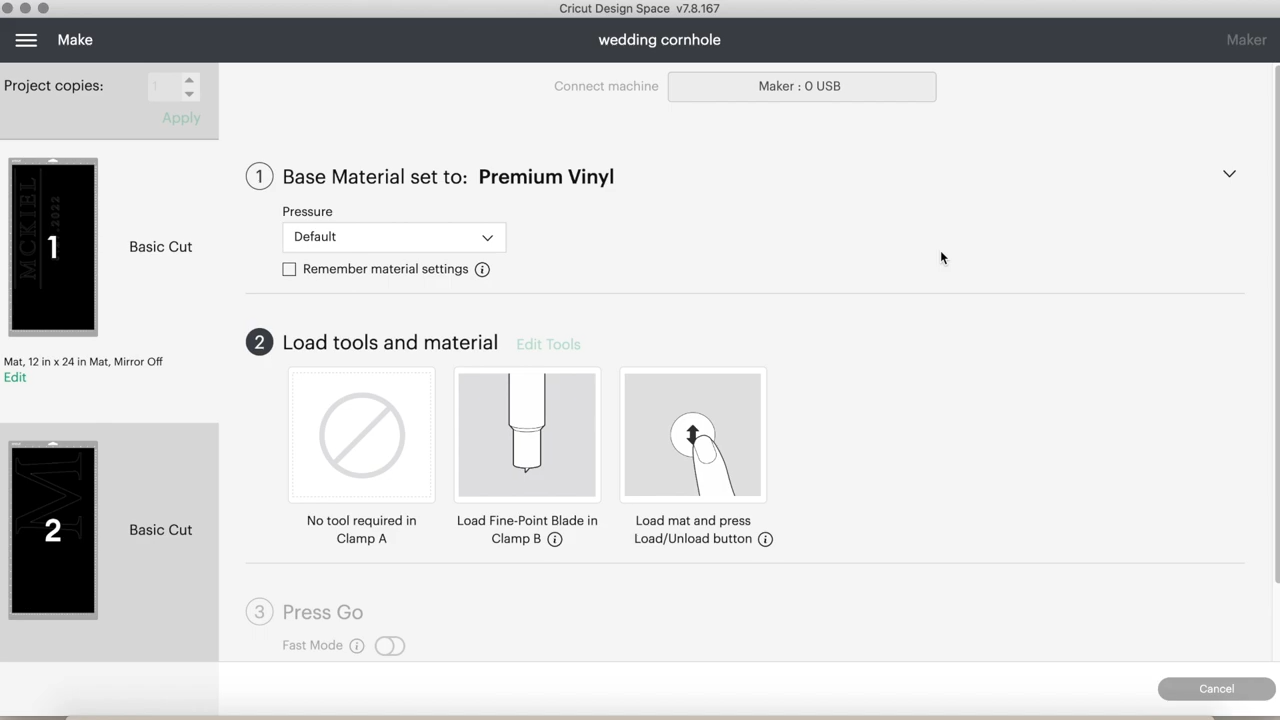 Cricut Design Space v7.8.167
Make
wedding cornhole
Maker
Project copies:
1
Apply
Connect machine
Maker : 0 USB
1
Base Material set to: Premium Vinyl
Pressure
Default
Remember material settings
MCKIEL
1
Basic Cut
Mat, 12 in x 24 in Mat, Mirror Off
Edit
2
Load tools and material
Edit Tools
No tool required in
Clamp A
Load Fine-Point Blade in
Clamp B
Load mat and press
Load/Unload button
M
2
Basic Cut
3
Press Go
Fast Mode
Cancel